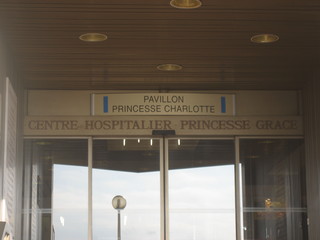 PAVILLON
PRINCESSE CHARLOTTE
CENTRE-HOSPITALIER PRINCESSE GRACE